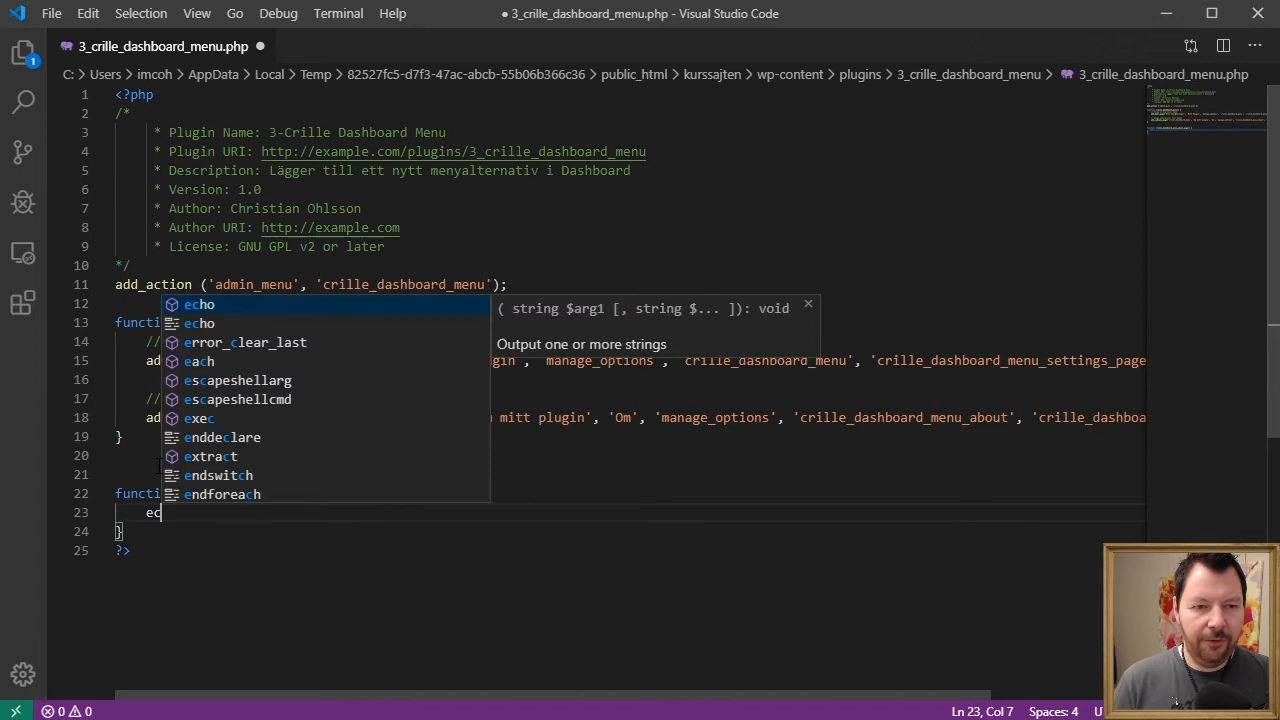 File Edit Selection View Go Debug Terminal Help
● 3_crille_dashboard_menu.php - Visual Studio Code
3_crille_dashboard_menu.php ●
C: > Users > imcoh > AppData > Local > Temp > 82527fc5-d7f3-47ac-abcb-55b06b366c36 > public_html > kurssajten > wp-content > plugins > 3_crille_dashboard_menu > 3_crille_dashboard_menu.php
1
1 <?php
2 /*
3 * Plugin Name: 3-Crille Dashboard Menu
4 * Plugin URI: http://example.com/plugins/3_crille_dashboard_menu
5 * Description: Lägger till ett nytt menyalternativ i Dashboard
6 * Version: 1.0
7 * Author: Christian Ohlsson
8 * Author URI: http://example.com
9 * License: GNU GPL v2 or later
10 */
11 add_action ('admin_menu', 'crille_dashboard_menu');
12
echo
( string $arg1 [, string $... ]): void
13 functi
echo
14 //
error_clear_last
Output one or more strings
15 ad
each
gin', 'manage_options', 'crille_dashboard_menu', 'crille_dashboard_menu_settings_page
16
escapeshellarg
17 //
escapeshellcmd
18 ad
exec
mitt plugin', 'Om', 'manage_options', 'crille_dashboard_menu_about', 'crille_dashboa
19 }
enddeclare
20
extract
21
endswitch
22 functi
endforeach
23 ec
24 }
25 ?>
0 0
Ln 23, Col 7 Spaces: 4